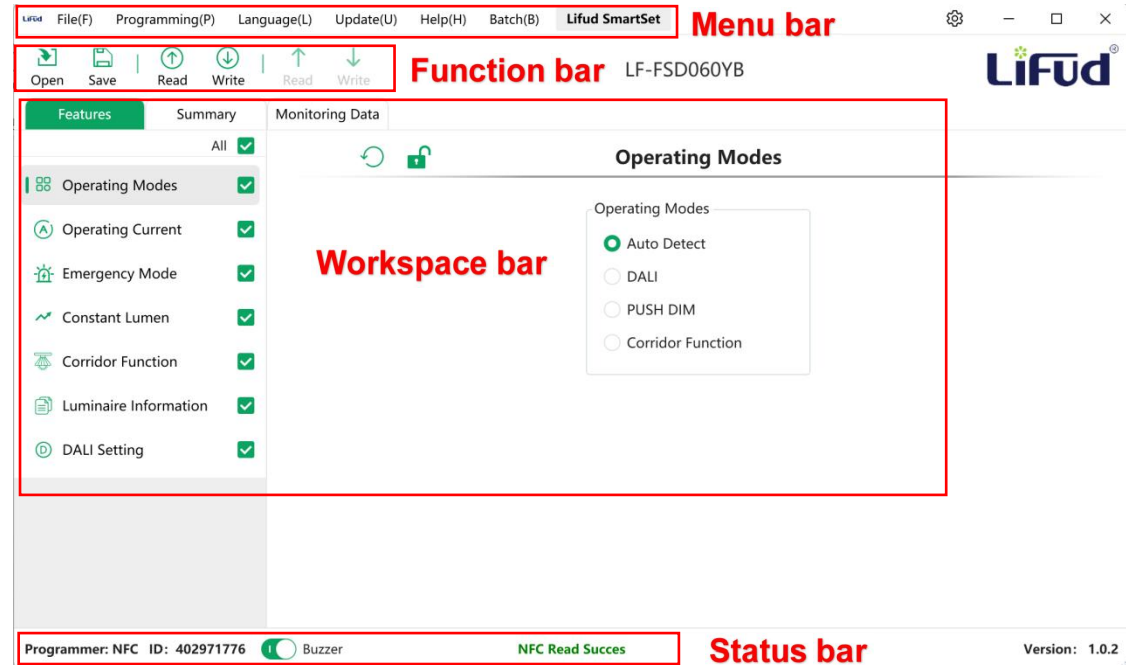 Lifud File(F) Programming(P) Language(L) Update(U) Help(H) Batch(B) Lifud SmartSet Menu bar
Open Save Read Write Read Write Function bar LF-FSD060YB Lifud®
Features Summary Monitoring Data
All
Operating Modes
Operating Modes
Operating Current
Emergency Mode
Constant Lumen
Corridor Function
Luminaire Information
D DALI Setting
Operating Modes
Auto Detect
DALI
PUSH DIM
Corridor Function
Workspace bar
Programmer: NFC ID: 402971776 Buzzer NFC Read Succes Status bar Version: 1.0.2